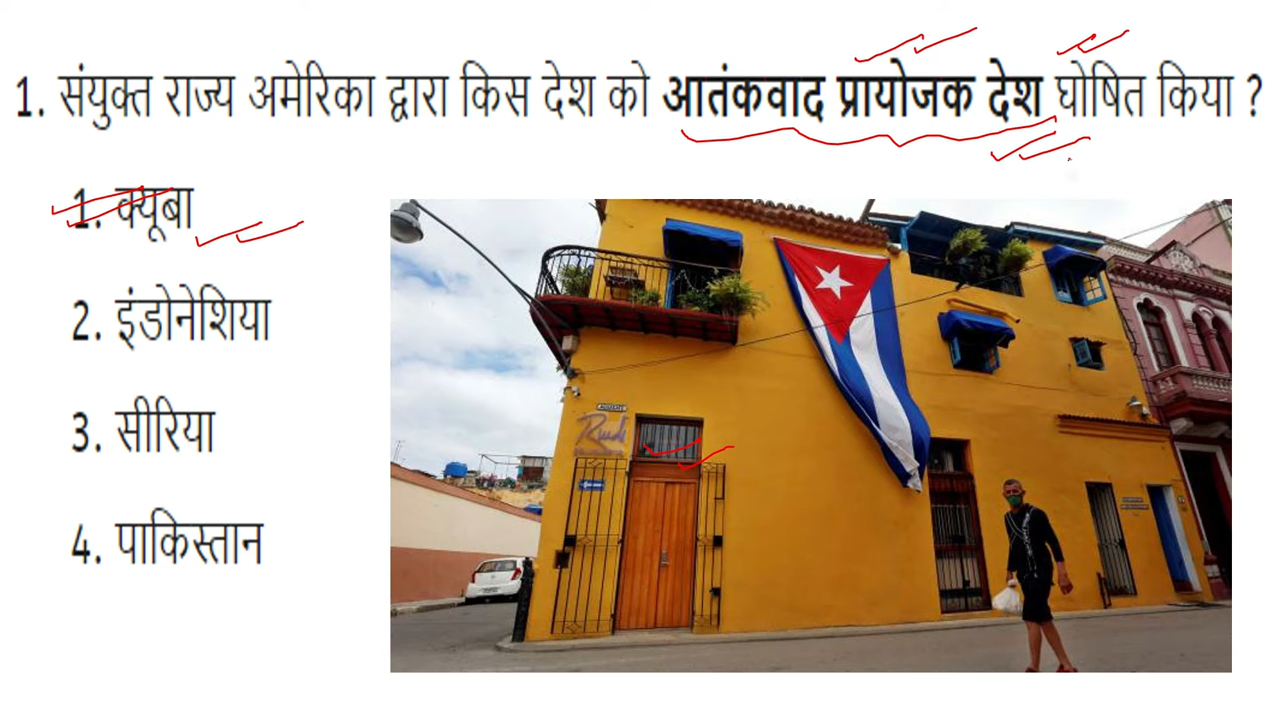 1. संयुक्त राज्य अमेरिका द्वारा किस देश को आतंकवाद प्रायोजक देश घोषित किया ?
1. क्यूबा
2. इंडोनेशिया
3. सीरिया
4. पाकिस्तान